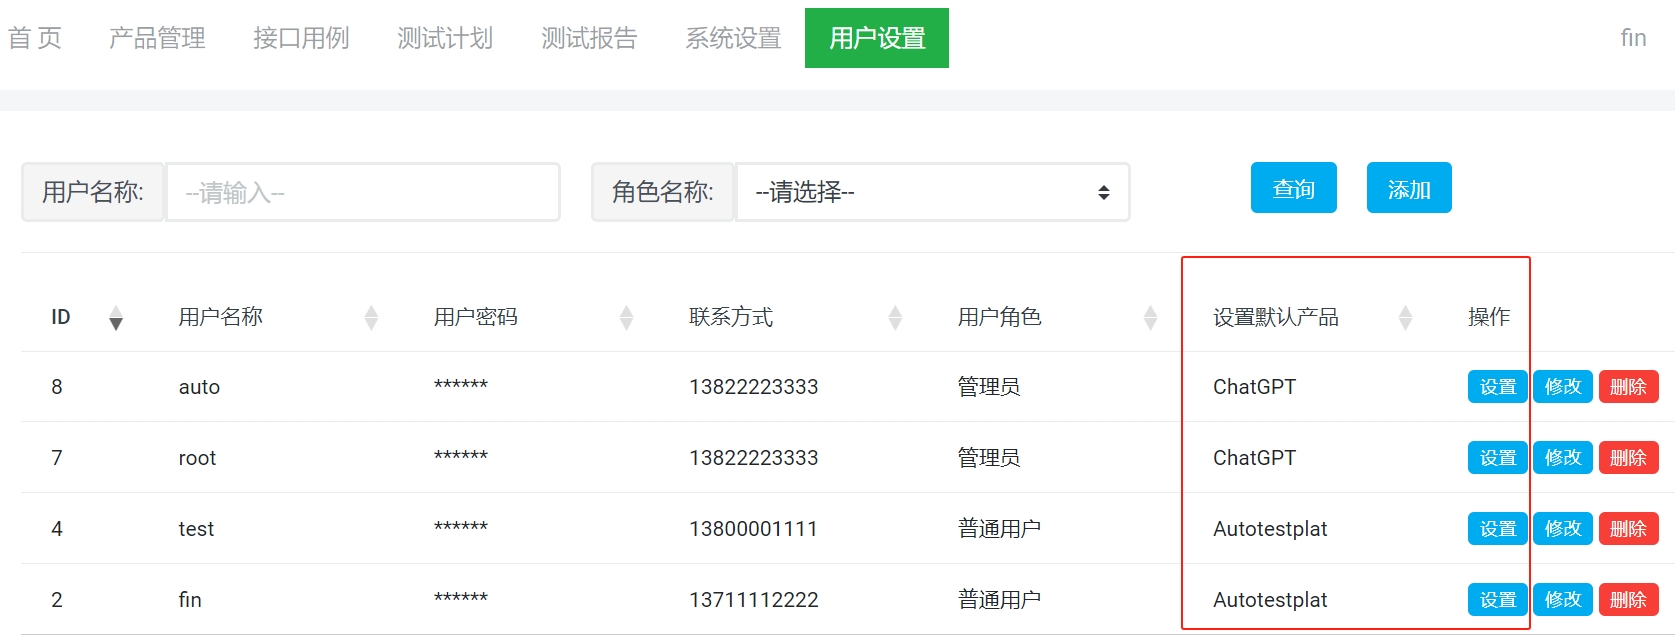 首 页 产品管理 接口用例 测试计划 测试报告 系统设置 用户设置 fin
用户名称: --请输入-- 角色名称: --请选择-- 查询 添加
ID 用户名称 用户密码 联系方式 用户角色 设置默认产品 操作
8 auto ****** 13822223333 管理员 ChatGPT 设置 修改 删除
7 root ****** 13822223333 管理员 ChatGPT 设置 修改 删除
4 test ****** 13800001111 普通用户 Autotestplat 设置 修改 删除
2 fin ****** 13711112222 普通用户 Autotestplat 设置 修改 删除